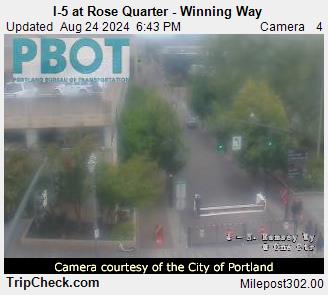 I-5 at Rose Quarter - Winning Way
Updated Aug 24 2024 6:43 PM Camera 4
PBOT
PORTLAND BUREAU OF TRANSPORTATION
Camera courtesy of the City of Portland
TripCheck.com Milepost302.00